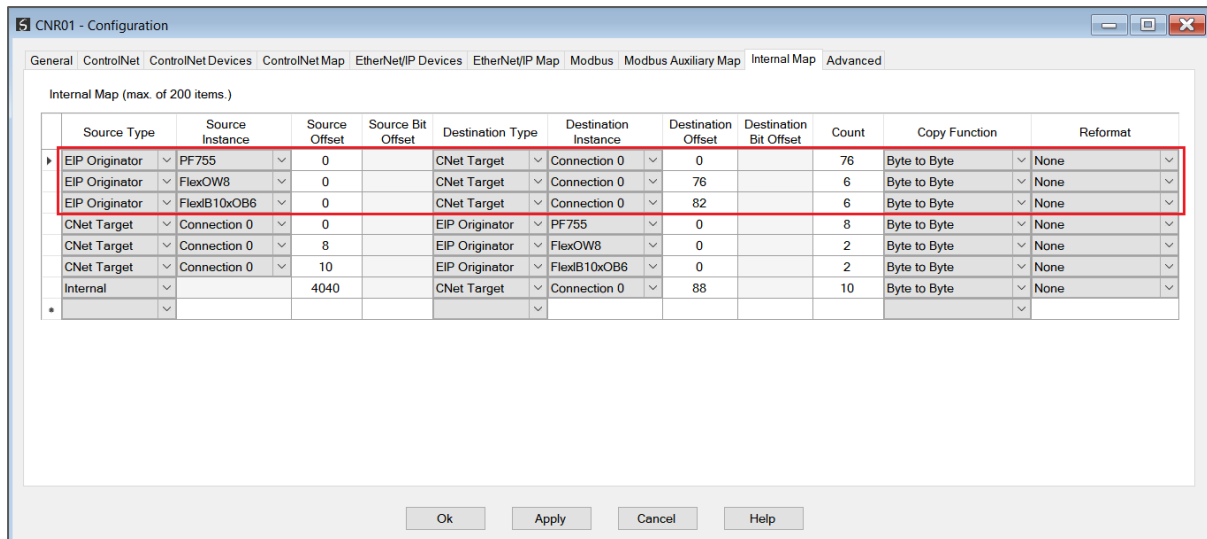 CNR01 - Configuration
General ControlNet ControlNet Devices ControlNet Map EtherNet/IP Devices EtherNet/IP Map Modbus Modbus Auxiliary Map Internal Map Advanced
Internal Map (max. of 200 items.)
Source Type Source Instance Source Offset Source Bit Offset Destination Type Destination Instance Destination Offset Destination Bit Offset Count Copy Function Reformat
EIP Originator PF755 0 CNet Target Connection 0 0 76 Byte to Byte None
EIP Originator FlexOW8 0 CNet Target Connection 0 76 6 Byte to Byte None
EIP Originator FlexIB10xOB6 0 CNet Target Connection 0 82 6 Byte to Byte None
CNet Target Connection 0 0 EIP Originator PF755 0 8 Byte to Byte None
CNet Target Connection 0 8 EIP Originator FlexOW8 0 2 Byte to Byte None
CNet Target Connection 0 10 EIP Originator FlexIB10xOB6 0 2 Byte to Byte None
Internal 4040 CNet Target Connection 0 88 10 Byte to Byte None
Ok Apply Cancel Help